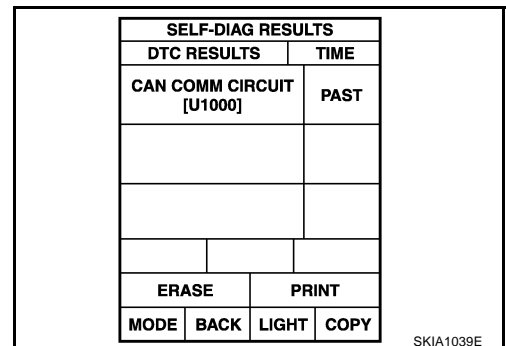 SELF-DIAG RESULTS
DTC RESULTS TIME
CAN COMM CIRCUIT PAST
[U1000]
ERASE PRINT
MODE BACK LIGHT COPY
SKIA1039E